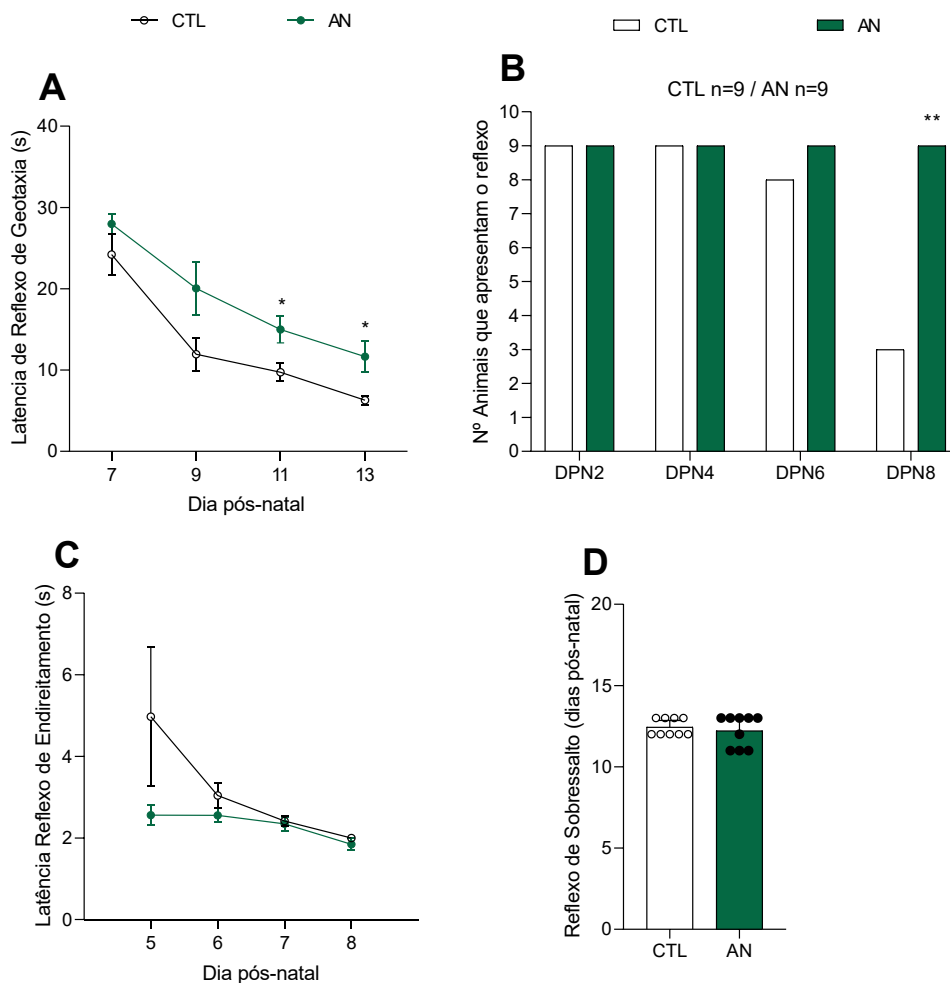 CTL AN
A
Latencia de Reflexo de Geotaxia (s)
40
30
20
10
0
* *
7 9 11 13
Dia pós-natal
CTL AN
B
CTL n=9 / AN n=9
Nº Animais que apresentam o reflexo
10
9
8
7
6
5
4
3
2
1
0
**
DPN2 DPN4 DPN6 DPN8
C
Latência Reflexo de Endireitamento (s)
8
6
4
2
0
5 6 7 8
Dia pós-natal
D
Reflexo de Sobressalto (dias pós-natal)
20
15
10
5
0
CTL AN